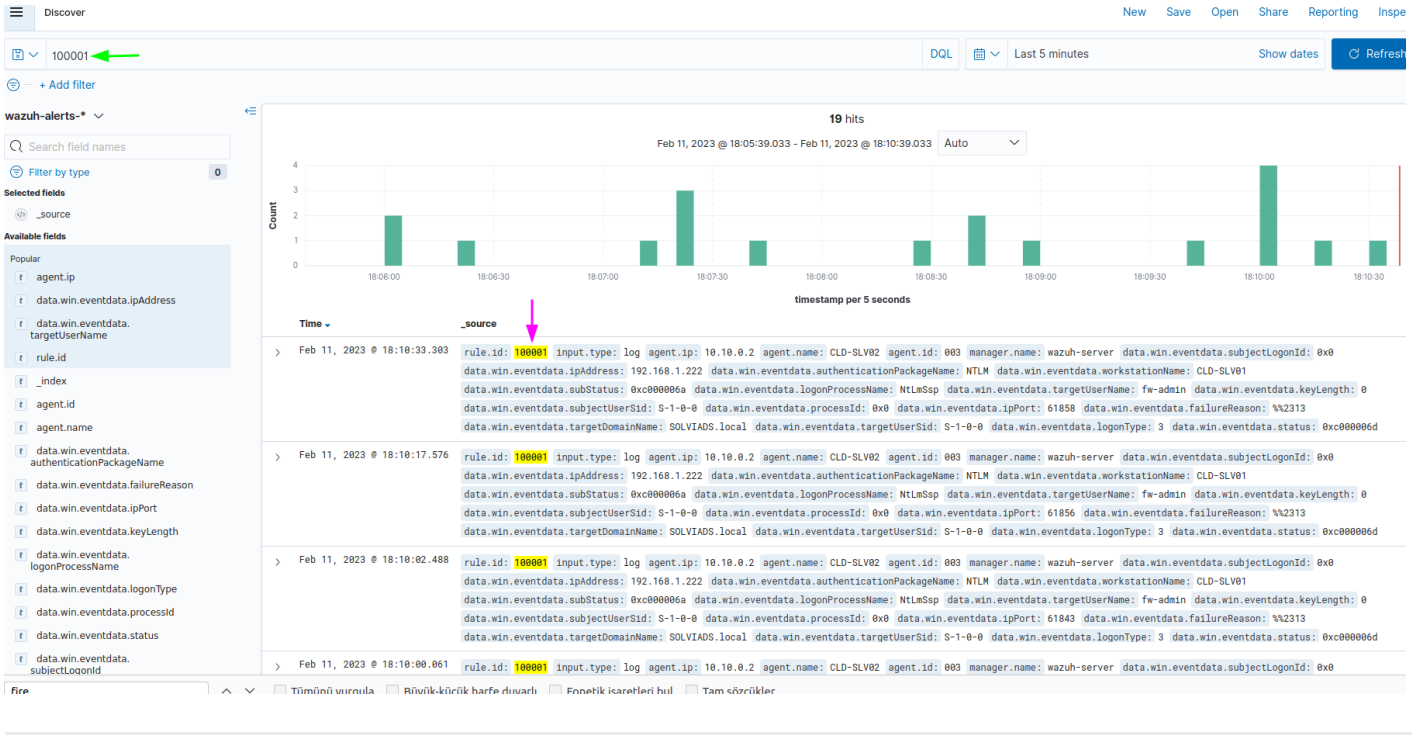 Discover
New Save Open Share Reporting Inspe
100001
DQL
Last 5 minutes
Show dates
Refresh
+ Add filter
wazuh-alerts-*
Search field names
Filter by type 0
Selected fields
_source
Available fields
Popular
t agent.ip
t data.win.eventdata.ipAddress
t data.win.eventdata.
targetUserName
t rule.id
t _index
t agent.id
t agent.name
t data.win.eventdata.
authenticationPackageName
t data.win.eventdata.failureReason
t data.win.eventdata.ipPort
t data.win.eventdata.keyLength
t data.win.eventdata.
logonProcessName
t data.win.eventdata.logonType
t data.win.eventdata.processId
t data.win.eventdata.status
t data.win.eventdata.
subjectLogonId
19 hits
Feb 11, 2023 @ 18:05:39.033 - Feb 11, 2023 @ 18:10:39.033 Auto
Count
4
3
2
1
0
18:06:00 18:06:30 18:07:00 18:07:30 18:08:00 18:08:30 18:09:00 18:09:30 18:10:00 18:10:30
timestamp per 5 seconds
Time _source
Feb 11, 2023 @ 18:10:33.303 rule.id: 100001 input.type: log agent.ip: 10.10.0.2 agent.name: CLD-SLV02 agent.id: 003 manager.name: wazuh-server data.win.eventdata.subjectLogonId: 0x0
data.win.eventdata.ipAddress: 192.168.1.222 data.win.eventdata.authenticationPackageName: NTLM data.win.eventdata.workstationName: CLD-SLV01
data.win.eventdata.subStatus: 0xc000006a data.win.eventdata.logonProcessName: NtLmSsp data.win.eventdata.targetUserName: fw-admin data.win.eventdata.keyLength: 0
data.win.eventdata.subjectUserSid: S-1-0-0 data.win.eventdata.processId: 0x0 data.win.eventdata.ipPort: 61858 data.win.eventdata.failureReason: %%2313
data.win.eventdata.targetDomainName: SOLVIADS.local data.win.eventdata.targetUserSid: S-1-0-0 data.win.eventdata.logonType: 3 data.win.eventdata.status: 0xc000006d
Feb 11, 2023 @ 18:10:17.576 rule.id: 100001 input.type: log agent.ip: 10.10.0.2 agent.name: CLD-SLV02 agent.id: 003 manager.name: wazuh-server data.win.eventdata.subjectLogonId: 0x0
data.win.eventdata.ipAddress: 192.168.1.222 data.win.eventdata.authenticationPackageName: NTLM data.win.eventdata.workstationName: CLD-SLV01
data.win.eventdata.subStatus: 0xc000006a data.win.eventdata.logonProcessName: NtLmSsp data.win.eventdata.targetUserName: fw-admin data.win.eventdata.keyLength: 0
data.win.eventdata.subjectUserSid: S-1-0-0 data.win.eventdata.processId: 0x0 data.win.eventdata.ipPort: 61856 data.win.eventdata.failureReason: %%2313
data.win.eventdata.targetDomainName: SOLVIADS.local data.win.eventdata.targetUserSid: S-1-0-0 data.win.eventdata.logonType: 3 data.win.eventdata.status: 0xc000006d
Feb 11, 2023 @ 18:10:02.488 rule.id: 100001 input.type: log agent.ip: 10.10.0.2 agent.name: CLD-SLV02 agent.id: 003 manager.name: wazuh-server data.win.eventdata.subjectLogonId: 0x0
data.win.eventdata.ipAddress: 192.168.1.222 data.win.eventdata.authenticationPackageName: NTLM data.win.eventdata.workstationName: CLD-SLV01
data.win.eventdata.subStatus: 0xc000006a data.win.eventdata.logonProcessName: NtLmSsp data.win.eventdata.targetUserName: fw-admin data.win.eventdata.keyLength: 0
data.win.eventdata.subjectUserSid: S-1-0-0 data.win.eventdata.processId: 0x0 data.win.eventdata.ipPort: 61843 data.win.eventdata.failureReason: %%2313
data.win.eventdata.targetDomainName: SOLVIADS.local data.win.eventdata.targetUserSid: S-1-0-0 data.win.eventdata.logonType: 3 data.win.eventdata.status: 0xc000006d
Feb 11, 2023 @ 18:10:00.061 rule.id: 100001 input.type: log agent.ip: 10.10.0.2 agent.name: CLD-SLV02 agent.id: 003 manager.name: wazuh-server data.win.eventdata.subjectLogonId: 0x0
fire Tümünü vurgula Büyük-küçük harfe duyarlı Fonetik işaretleri bul Tam sözcükler